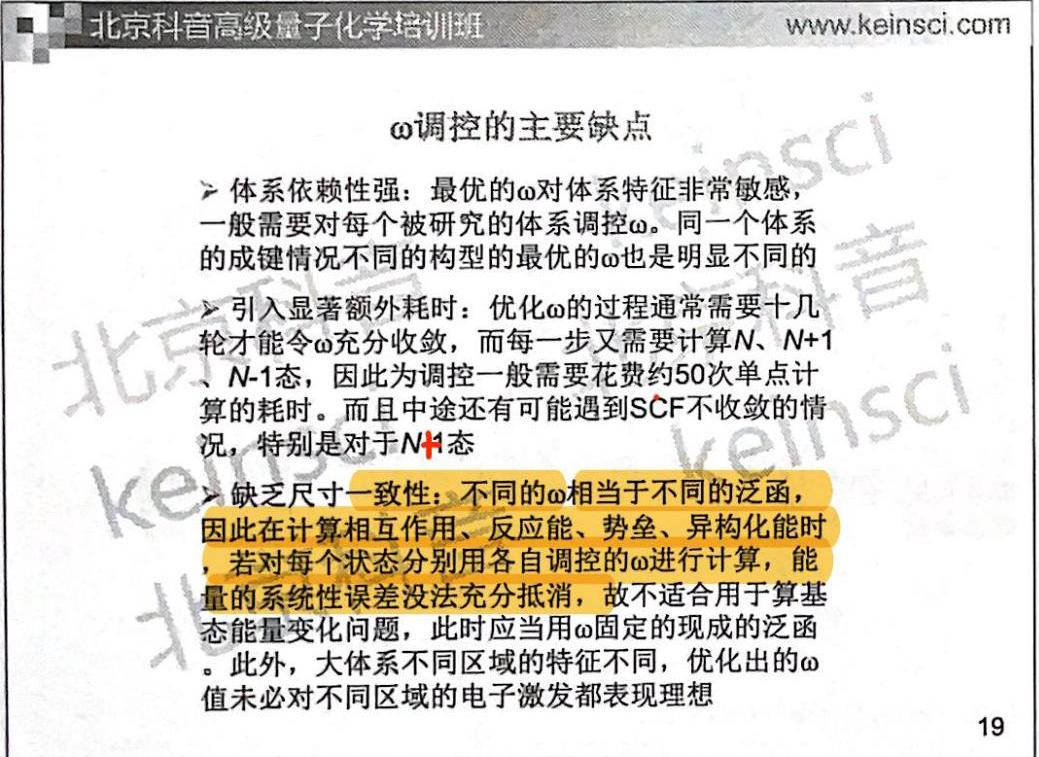 北京科音高级量子化学培训班
www.keinsci.com
ω调控的主要缺点
➢ 体系依赖性强：最优的ω对体系特征非常敏感，
一般需要对每个被研究的体系调控ω。同一个体系
的成键情况不同的构型的最优的ω也是明显不同的
➢ 引入显著额外耗时：优化ω的过程通常需要十几
轮才能令ω充分收敛，而每一步又需要计算N、N+1
、N-1态，因此为调控一般需要花费约50次单点计
算的耗时。而且中途还有可能遇到SCF不收敛的情
况，特别是对于N+1态
➢ 缺乏尺寸一致性：不同的ω相当于不同的泛函，
因此在计算相互作用、反应能、势垒、异构化能时
，若对每个状态分别用各自调控的ω进行计算，能
量的系统性误差没法充分抵消，故不适合用于算基
态能量变化问题，此时应当用ω固定的现成的泛函
。此外，大体系不同区域的特征不同，优化出的ω
值未必对不同区域的电子激发都表现理想
19
北京科音
keinsci
北京科音
keinsci
北京科音
keinsci